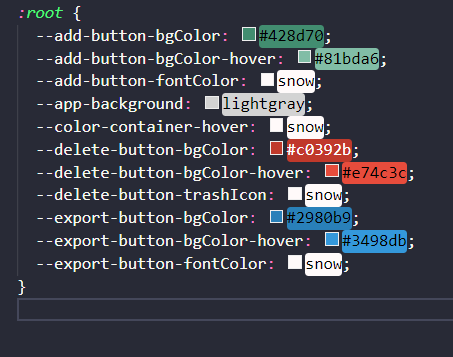 :root {
--add-button-bgColor: #428d70;
--add-button-bgColor-hover: #81bda6;
--add-button-fontColor: snow;
--app-background: lightgray;
--color-container-hover: snow;
--delete-button-bgColor: #c0392b;
--delete-button-bgColor-hover: #e74c3c;
--delete-button-trashIcon: snow;
--export-button-bgColor: #2980b9;
--export-button-bgColor-hover: #3498db;
--export-button-fontColor: snow;
}